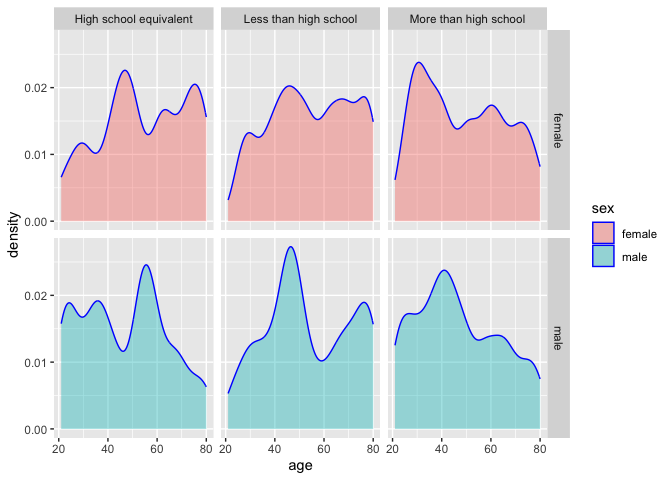 High school equivalent Less than high school More than high school
0.02
0.01
0.00
female
density
sex
female
male
0.02
0.01
0.00
male
20 40 60 80 20 40 60 80 20 40 60 80
age